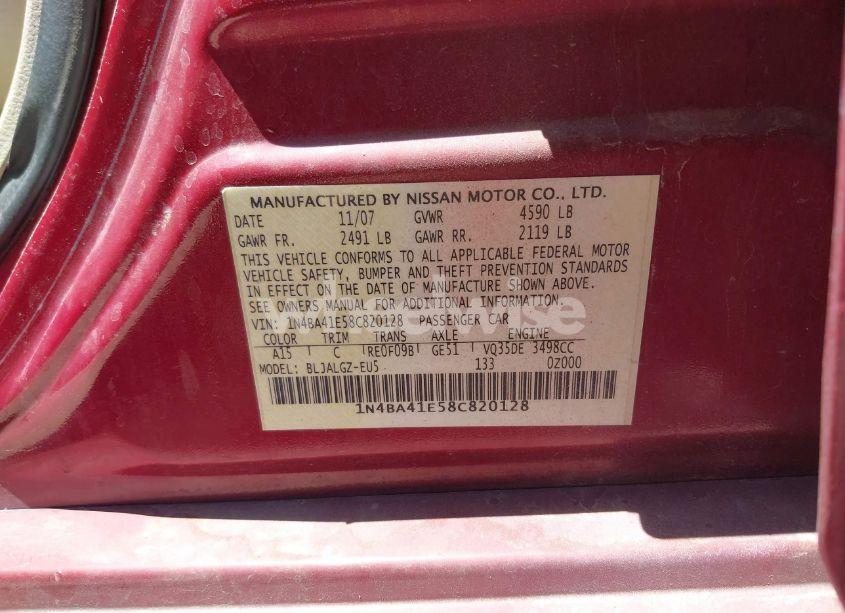 MANUFACTURED BY NISSAN MOTOR CO., LTD.
DATE 11/07 GVWR 4590 LB
GAWR FR. 2491 LB GAWR RR. 2119 LB
THIS VEHICLE CONFORMS TO ALL APPLICABLE FEDERAL MOTOR
VEHICLE SAFETY, BUMPER AND THEFT PREVENTION STANDARDS
IN EFFECT ON THE DATE OF MANUFACTURE SHOWN ABOVE.
SEE OWNERS MANUAL FOR ADDITIONAL INFORMATION.
VIN: 1N4BA41E58C820128 PASSENGER CAR
COLOR TRIM TRANS AXLE ENGINE
A15 C RE0F09B GE51 VQ35DE 3498CC
MODEL: BLJALGZ-EU5 133 0Z000
1N4BA41E58C820128